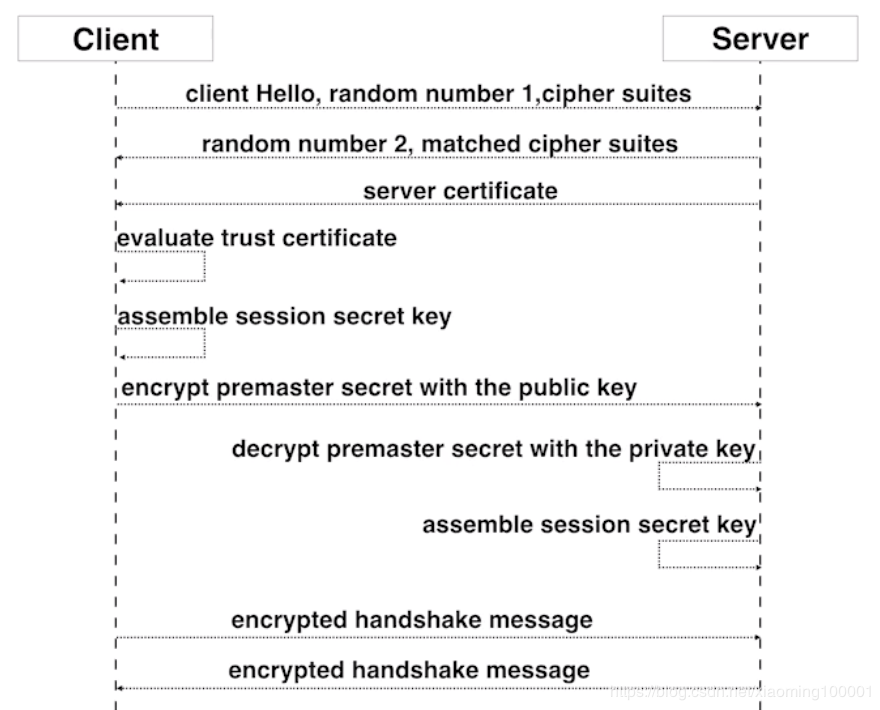 Client
Server
client Hello, random number 1,cipher suites
random number 2, matched cipher suites
server certificate
evaluate trust certificate
assemble session secret key
encrypt premaster secret with the public key
decrypt premaster secret with the private key
assemble session secret key
encrypted handshake message
encrypted handshake message
https://blog.csdn.net/xiaoming100001